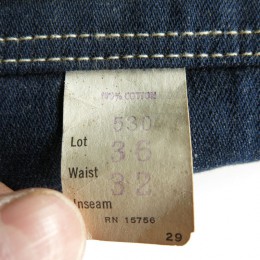 100% COTTON
530
Lot
36
Waist
32
Inseam
RN 15756
29